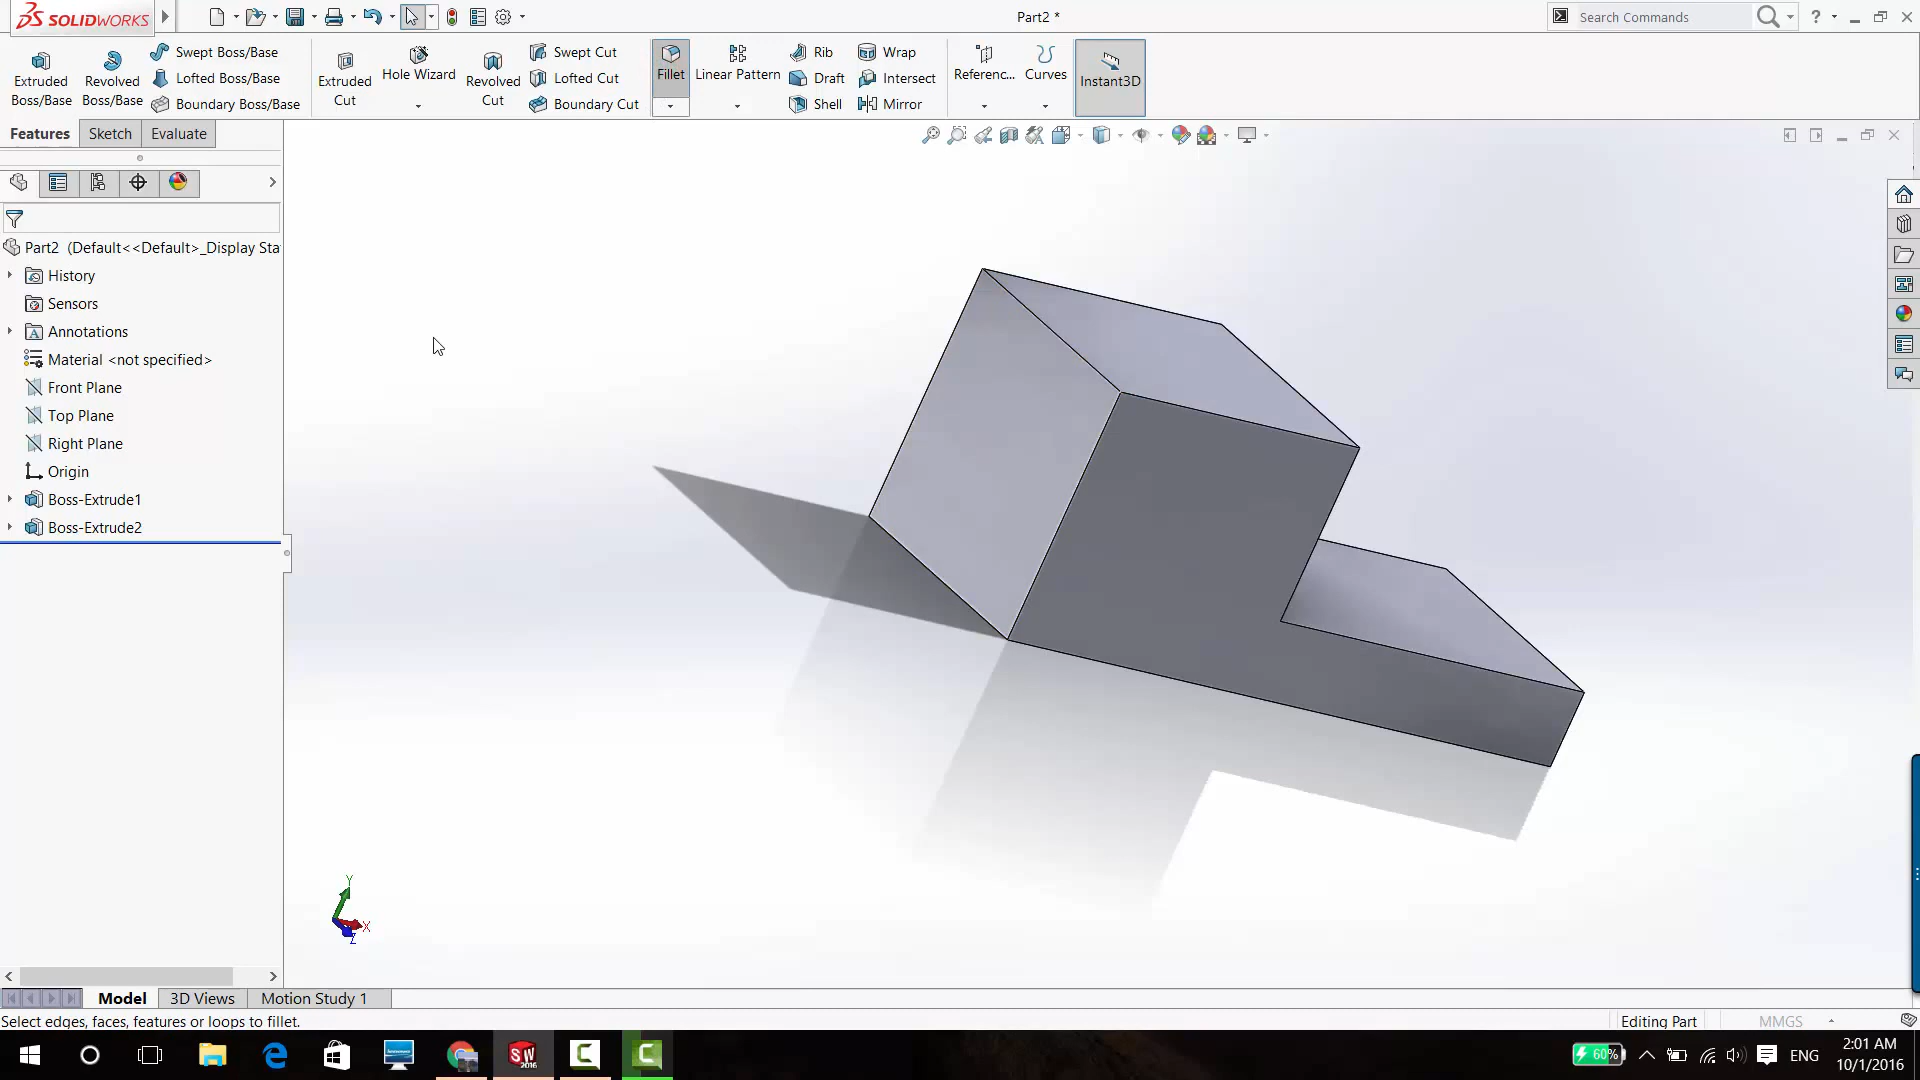 SOLIDWORKS
Part2 *
Search Commands
?
Extruded Boss/Base
Revolved Boss/Base
Swept Boss/Base
Lofted Boss/Base
Boundary Boss/Base
Extruded Cut
Hole Wizard
Revolved Cut
Swept Cut
Lofted Cut
Boundary Cut
Fillet
Linear Pattern
Rib
Draft
Shell
Wrap
Intersect
Mirror
Referenc...
Curves
Instant3D
Features
Sketch
Evaluate
Part2 (Default<<Default>_Display Sta
History
Sensors
Annotations
Material <not specified>
Front Plane
Top Plane
Right Plane
Origin
Boss-Extrude1
Boss-Extrude2
Y
X
Z
Model
3D Views
Motion Study 1
Select edges, faces, features or loops to fillet.
Editing Part
MMGS
SW
2016
60%
ENG
2:01 AM
10/1/2016